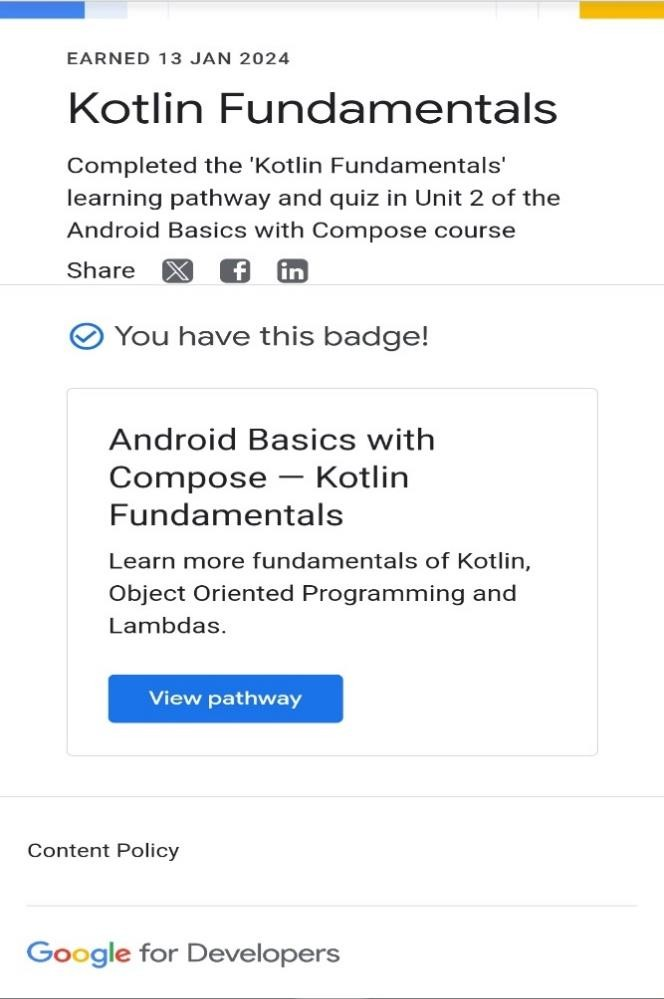 EARNED 13 JAN 2024
Kotlin Fundamentals
Completed the 'Kotlin Fundamentals'
learning pathway and quiz in Unit 2 of the
Android Basics with Compose course
Share
You have this badge!
Android Basics with
Compose — Kotlin
Fundamentals
Learn more fundamentals of Kotlin,
Object Oriented Programming and
Lambdas.
View pathway
Content Policy
Google for Developers